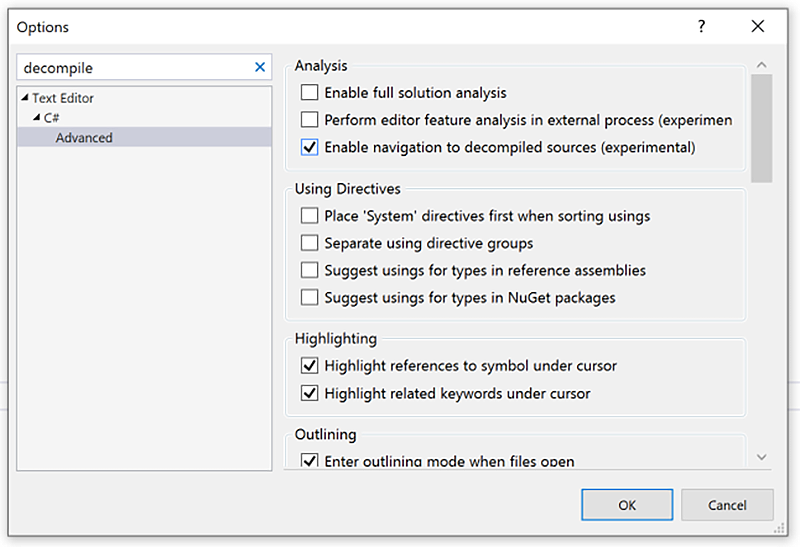 Options
decompile
Text Editor
C#
Advanced
Analysis
Enable full solution analysis
Perform editor feature analysis in external process (experimen
Enable navigation to decompiled sources (experimental)
Using Directives
Place 'System' directives first when sorting usings
Separate using directive groups
Suggest usings for types in reference assemblies
Suggest usings for types in NuGet packages
Highlighting
Highlight references to symbol under cursor
Highlight related keywords under cursor
Outlining
Enter outlining mode when files open
OK
Cancel